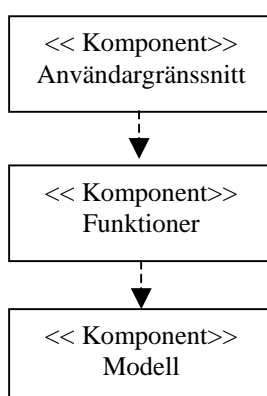 << Komponent>>
Användargränssnitt
<< Komponent>>
Funktioner
<< Komponent>>
Modell